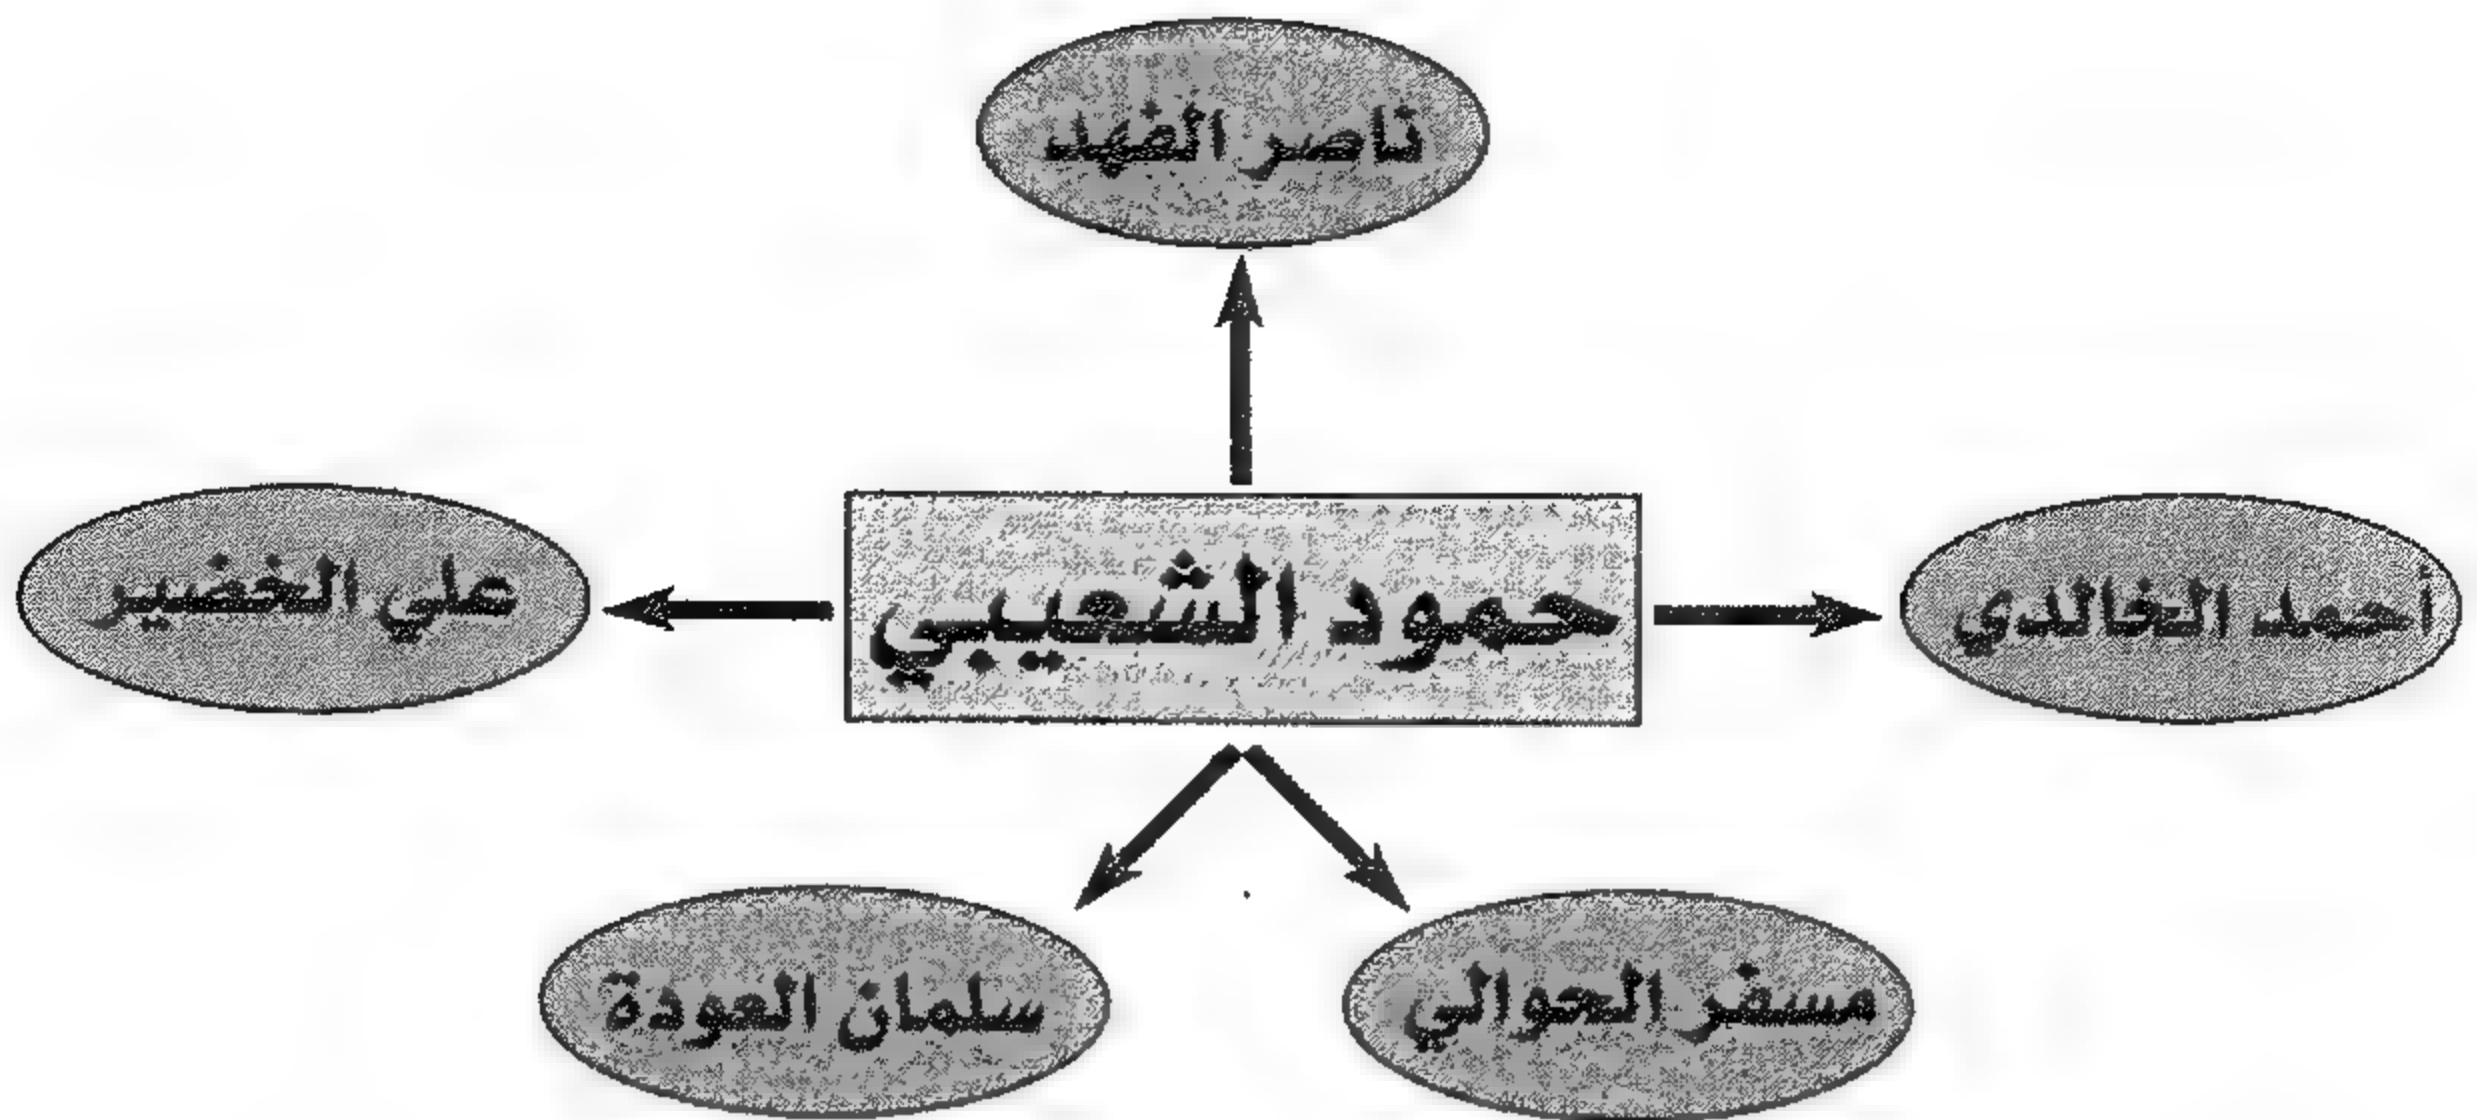 ناصر الفهد
علي الخضير
حمود الشعيبي
أحمد الخالدي
سلمان العودة
مسفر الحوالي